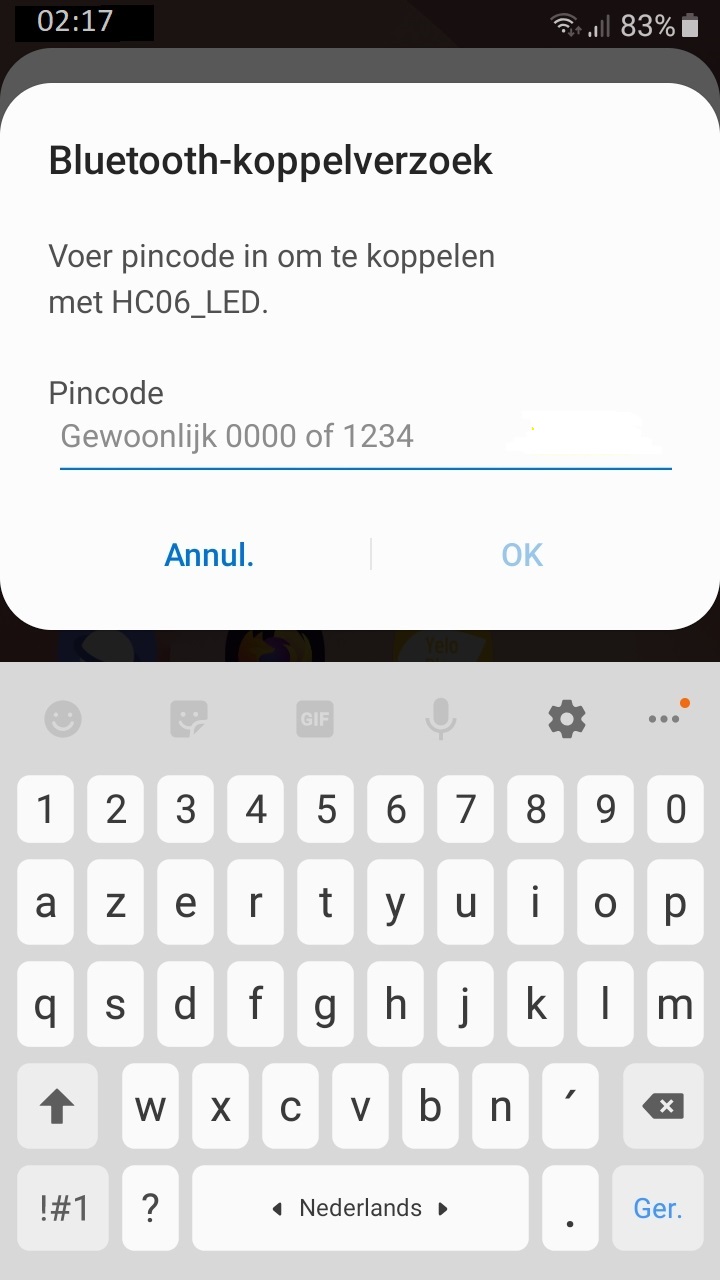 02:17
83%
Bluetooth-koppelverzoek
Voer pincode in om te koppelen
met HC06_LED.
Pincode
Gewoonlijk 0000 of 1234
Annul.
OK
Yelo
GIF
1 2 3 4 5 6 7 8 9 0
a z e r t y u i o p
q s d f g h j k l m
w x c v b n ´
!#1 ? Nederlands . Ger.